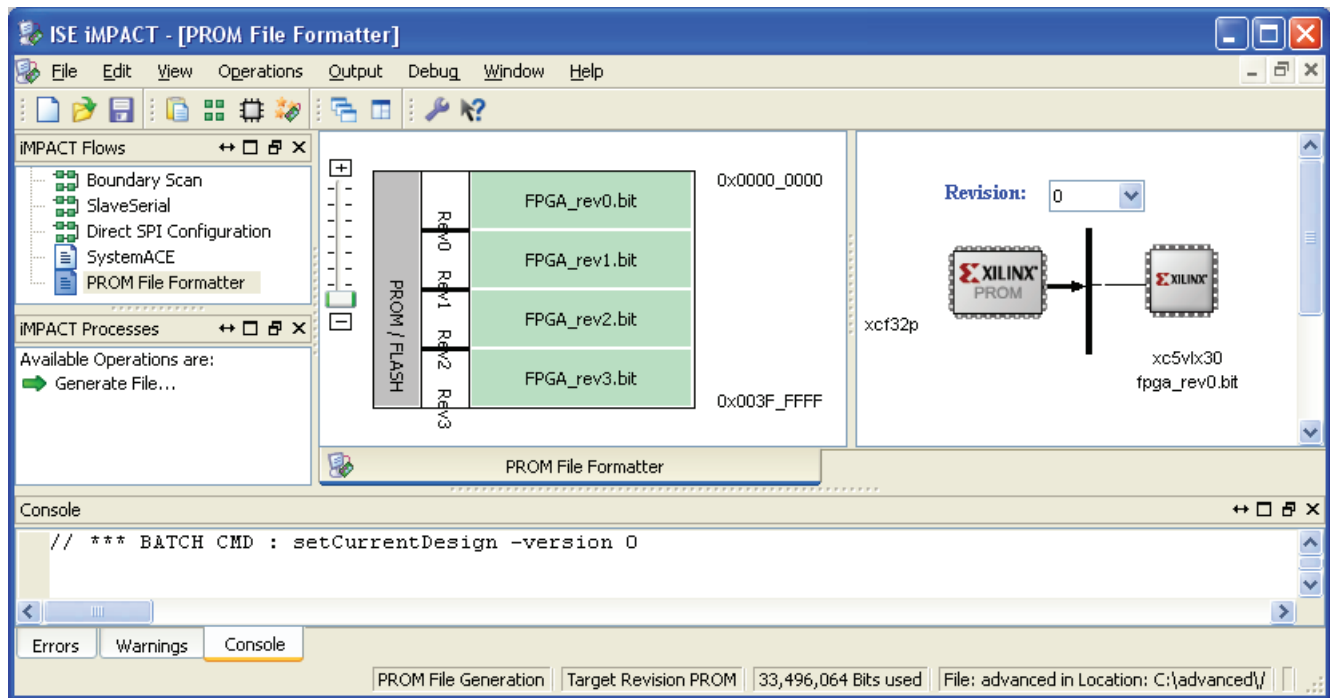 ISE iMPACT - [PROM File Formatter]
File Edit View Operations Output Debug Window Help
iMPACT Flows
Boundary Scan
SlaveSerial
Direct SPI Configuration
SystemACE
PROM File Formatter
iMPACT Processes
Available Operations are:
Generate File...
PROM / FLASH
Rev0 Rev1 Rev2 Rev3
FPGA_rev0.bit
FPGA_rev1.bit
FPGA_rev2.bit
FPGA_rev3.bit
0x0000_0000
0x003F_FFFF
PROM File Formatter
Revision: 0
XILINX
PROM
xcf32p
XILINX
xc5vlx30
fpga_rev0.bit
Console
// *** BATCH CMD : setCurrentDesign -version 0
Errors Warnings Console
PROM File Generation Target Revision PROM 33,496,064 Bits used File: advanced in Location: C:\advanced\/